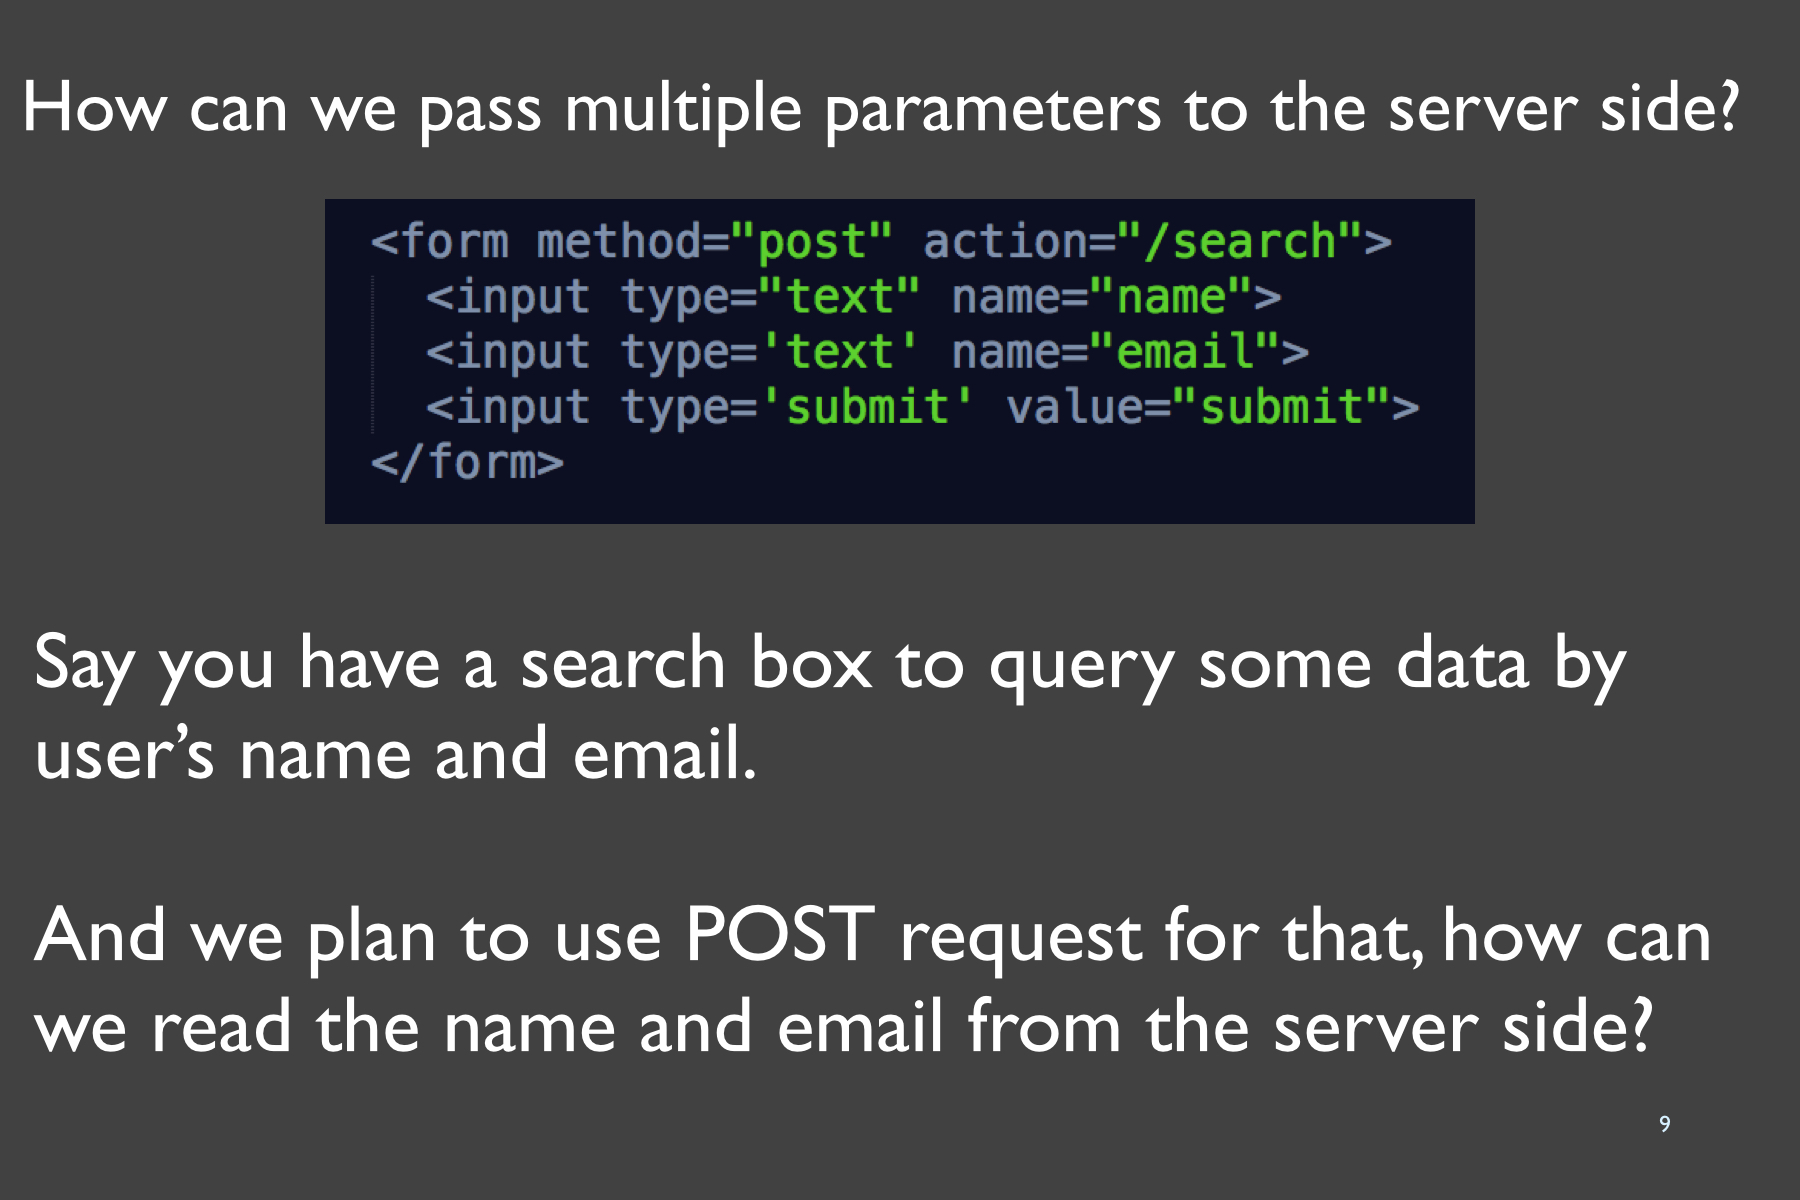 How can we pass multiple parameters to the server side?
<form method="post" action="/search">
<input type="text" name="name">
<input type='text' name="email">
<input type='submit' value="submit">
</form>
Say you have a search box to query some data by
user’s name and email.
And we plan to use POST request for that, how can
we read the name and email from the server side?
9